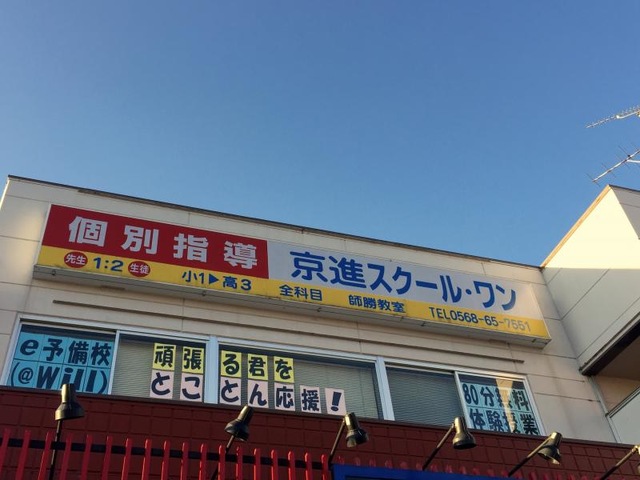 個別指導 京進スクール・ワン
先生 1:2 生徒 小1▶高3 全科目 師勝教室 TEL0568-65-7551
e予備校
@will
頑張る君を
とことん応援!
80分無料
体験授業